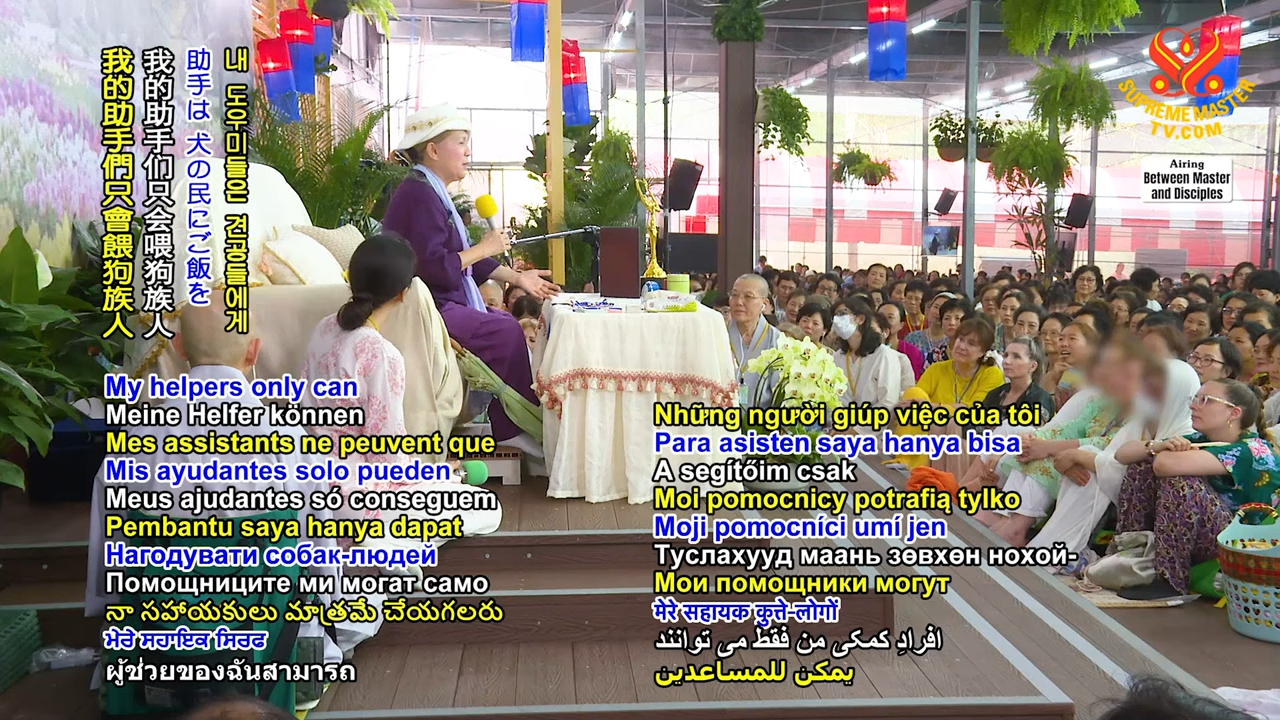 내 도우미들은 견공들에게
助手は 犬の民にご飯を
我的助手们只会喂狗族人
我的助手們只會餵狗族人
SUPREME MASTER
TV.COM
Airing
Between Master
and Disciples
My helpers only can
Meine Helfer können
Mes assistants ne peuvent que
Mis ayudantes solo pueden
Meus ajudantes só conseguem
Pembantu saya hanya dapat
Нагодувати собак-людей
Помощниците ми могат само
నా సహాయకులు మాత్రమే చేయగలరు
ਮੇਰੇ ਸਹਾਇਕ ਸਿਰਫ
ผู้ช่วยของฉันสามารถ
Những người giúp việc của tôi
Para asisten saya hanya bisa
A segítőim csak
Moi pomocnicy potrafią tylko
Moji pomocníci umí jen
Туслахууд маань зөвхөн нохой-
Мои помощники могут
मेरे सहायक कुत्ते-लोगों
افرادِ کمکی من فقط می توانند
يمكن للمساعدين